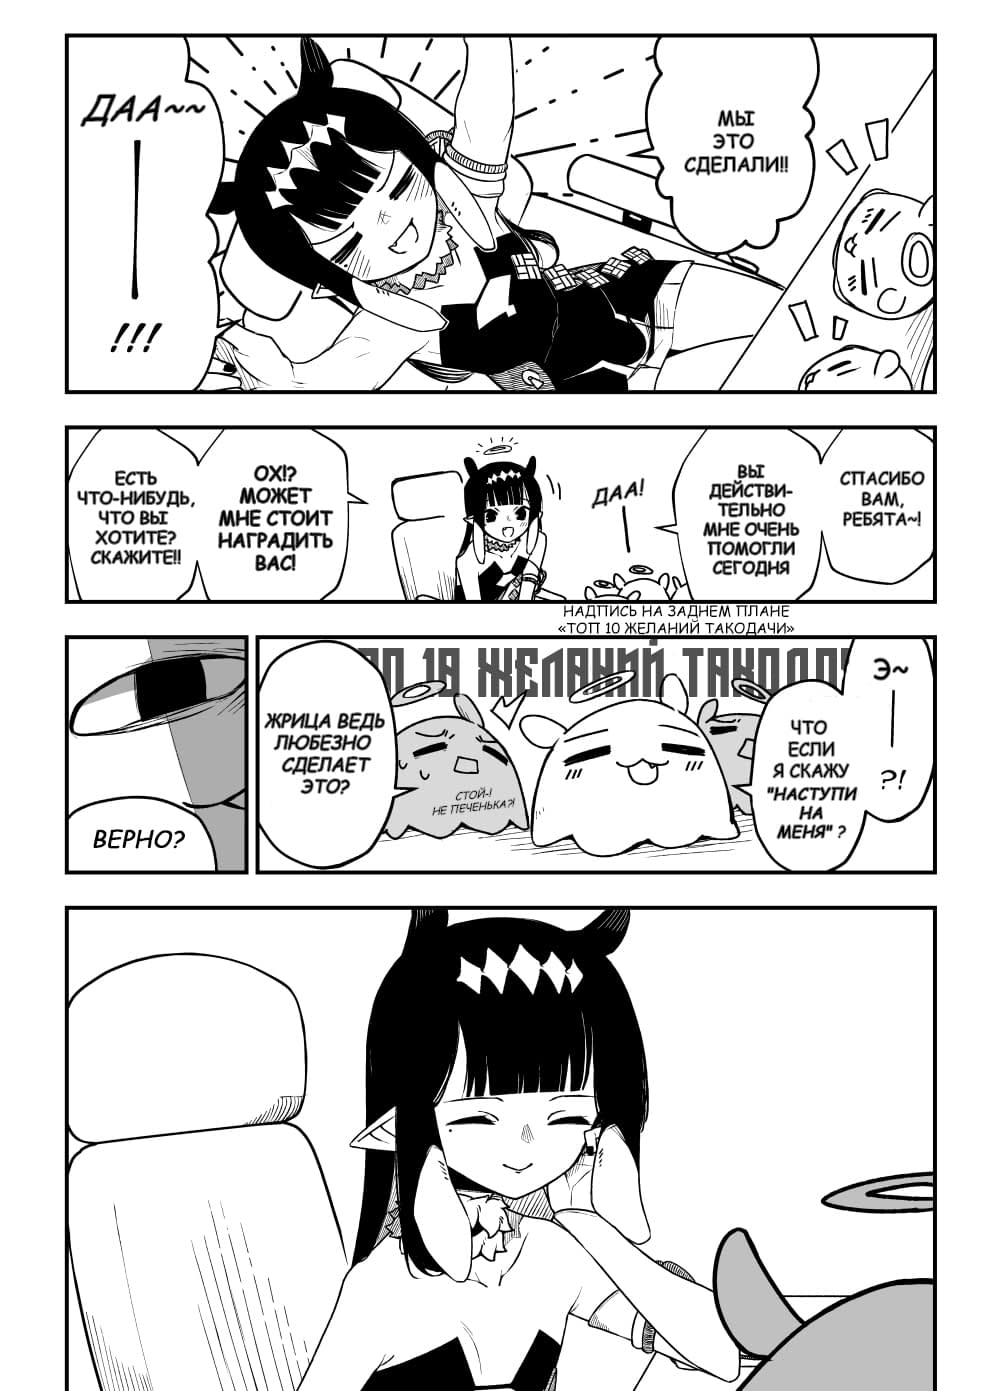 МЫ
ЭТО
СДЕЛАЛИ!!
ДАА~~
!!!
СПАСИБО
ВАМ,
РЕБЯТА~!
ВЫ
ДЕЙСТВИ-
ТЕЛЬНО
МНЕ ОЧЕНЬ
ПОМОГЛИ
СЕГОДНЯ
ДАА!
ОХ!?
МОЖЕТ
МНЕ СТОИТ
НАГРАДИТЬ
ВАС!
ЕСТЬ
ЧТО-НИБУДЬ,
ЧТО ВЫ
ХОТИТЕ?
СКАЖИТЕ!!
НАДПИСЬ НА ЗАДНЕМ ПЛАНЕ
«ТОП 10 ЖЕЛАНИЙ ТАКОДАЧИ»
10 ЖЕЛАНИЙ
Э~
?!
ЧТО
ЕСЛИ
Я СКАЖУ
"НАСТУПИ
НА
МЕНЯ" ?
СТОЙ-!
НЕ ПЕЧЕНЬКА?!
ЖРИЦА ВЕДЬ
ЛЮБЕЗНО
СДЕЛАЕТ
ЭТО?
ВЕРНО?